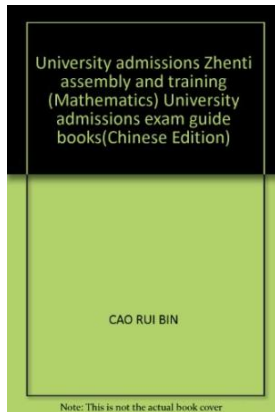 University admissions Zhenti
assembly and training
(Mathematics) University
admissions exam guide
books(Chinese Edition)
CAO RUI BIN
Note: This is not the actual book cover